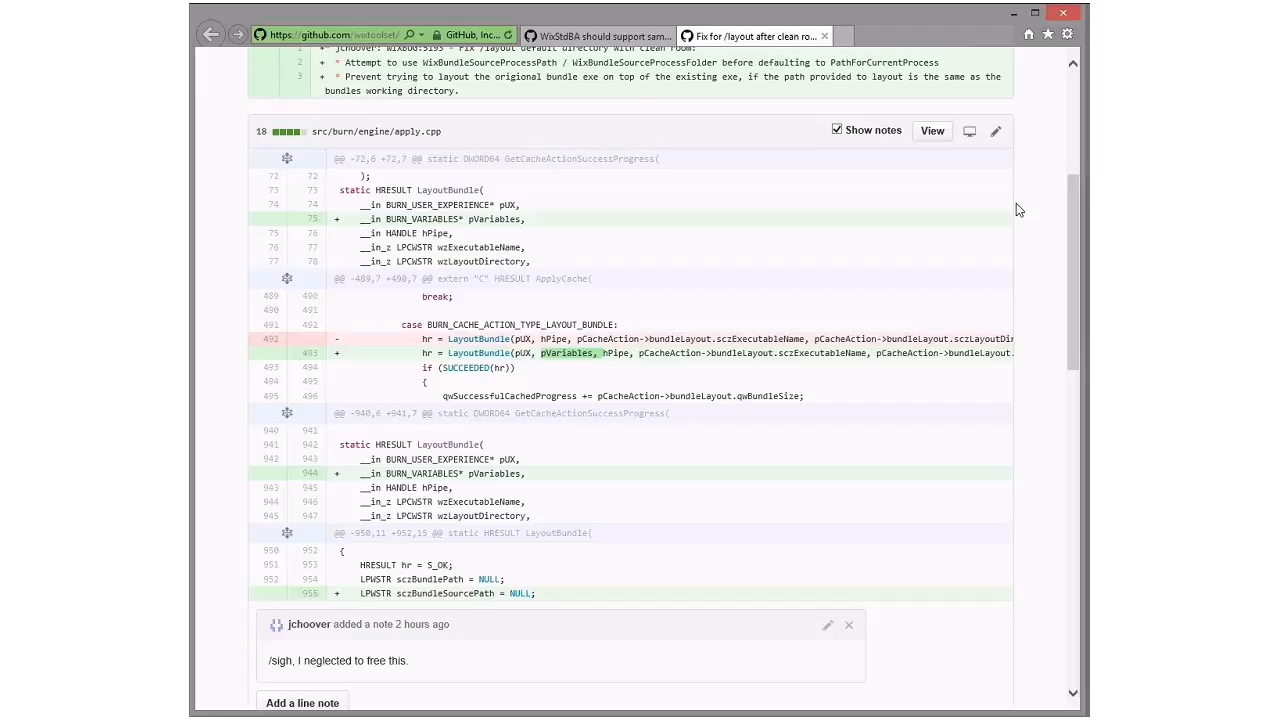 https://github.com/wixtoolset/
GitHub, Inc...
WixStdBA should support sam...
Fix for /layout after clean ro...
1 +* jchoover: WIXBUG:5193 - Fix /layout default directory with clean room:
2 + * Attempt to use WixBundleSourceProcessPath / WixBundleSourceProcessFolder before defaulting to PathForCurrentProcess
3 + * Prevent trying to layout the origional bundle exe on top of the existing exe, if the path provided to layout is the same as the
bundles working directory.
18 src/burn/engine/apply.cpp
Show notes
View
@@ -72,6 +72,7 @@ static DWORD64 GetCacheActionSuccessProgress(
72 72 );
73 73 static HRESULT LayoutBundle(
74 74 __in BURN_USER_EXPERIENCE* pUX,
75 + __in BURN_VARIABLES* pVariables,
75 76 __in HANDLE hPipe,
76 77 __in_z LPCWSTR wzExecutableName,
77 78 __in_z LPCWSTR wzLayoutDirectory,
@@ -489,7 +490,7 @@ extern "C" HRESULT ApplyCache(
489 490 break;
490 491
491 492 case BURN_CACHE_ACTION_TYPE_LAYOUT_BUNDLE:
492 - hr = LayoutBundle(pUX, hPipe, pCacheAction->bundleLayout.sczExecutableName, pCacheAction->bundleLayout.sczLayoutDir
493 + hr = LayoutBundle(pUX, pVariables, hPipe, pCacheAction->bundleLayout.sczExecutableName, pCacheAction->bundleLayout.
493 494 if (SUCCEEDED(hr))
494 495 {
495 496 qwSuccessfulCachedProgress += pCacheAction->bundleLayout.qwBundleSize;
@@ -940,6 +941,7 @@ static DWORD64 GetCacheActionSuccessProgress(
940 941
941 942 static HRESULT LayoutBundle(
942 943 __in BURN_USER_EXPERIENCE* pUX,
944 + __in BURN_VARIABLES* pVariables,
943 945 __in HANDLE hPipe,
944 946 __in_z LPCWSTR wzExecutableName,
945 947 __in_z LPCWSTR wzLayoutDirectory,
@@ -950,11 +952,15 @@ static HRESULT LayoutBundle(
950 952 {
951 953 HRESULT hr = S_OK;
952 954 LPWSTR sczBundlePath = NULL;
955 + LPWSTR sczBundleSourcePath = NULL;
jchoover added a note 2 hours ago
/sigh, I neglected to free this.
Add a line note